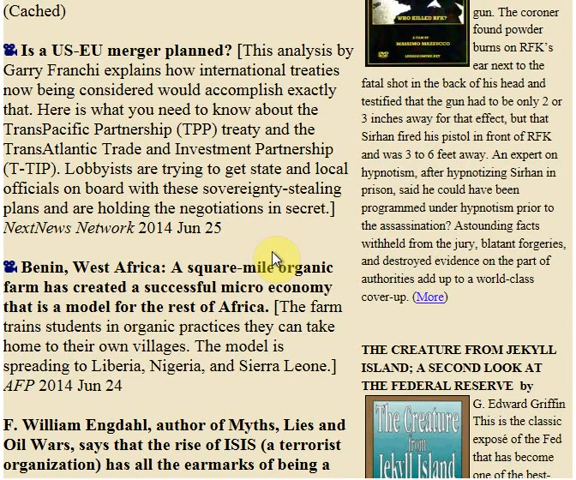 (Cached)
Is a US-EU merger planned? [This analysis by
Garry Franchi explains how international treaties
now being considered would accomplish exactly
that. Here is what you need to know about the
TransPacific Partnership (TPP) treaty and the
TransAtlantic Trade and Investment Partnership
(T-TIP). Lobbyists are trying to get state and local
officials on board with these sovereignty-stealing
plans and are holding the negotiations in secret.]
NextNews Network 2014 Jun 25
Benin, West Africa: A square-mile organic
farm has created a successful micro economy
that is a model for the rest of Africa. [The farm
trains students in organic practices they can take
home to their own villages. The model is
spreading to Liberia, Nigeria, and Sierra Leone.]
AFP 2014 Jun 24
F. William Engdahl, author of Myths, Lies and
Oil Wars, says that the rise of ISIS (a terrorist
organization) has all the earmarks of being a
WHO KILLED RFK?
A FILM BY
MASSIMO MAZZUCCO
DVD
gun. The coroner
found powder
burns on RFK's
ear next to the
fatal shot in the back of his head and
testified that the gun had to be only 2 or
3 inches away for that effect, but that
Sirhan fired his pistol in front of RFK
and was 3 to 6 feet away. An expert on
hypnotism, after hypnotizing Sirhan in
prison, said he could have been
programmed under hypnotism prior to
the assassination? Astounding facts
withheld from the jury, blatant forgeries,
and destroyed evidence on the part of
authorities add up to a world-class
cover-up. (More)
THE CREATURE FROM JEKYLL
ISLAND; A SECOND LOOK AT
THE FEDERAL RESERVE by
G. Edward Griffin
This is the classic
exposé of the Fed
that has become
one of the best-
The Creature
from
Jekyll Island